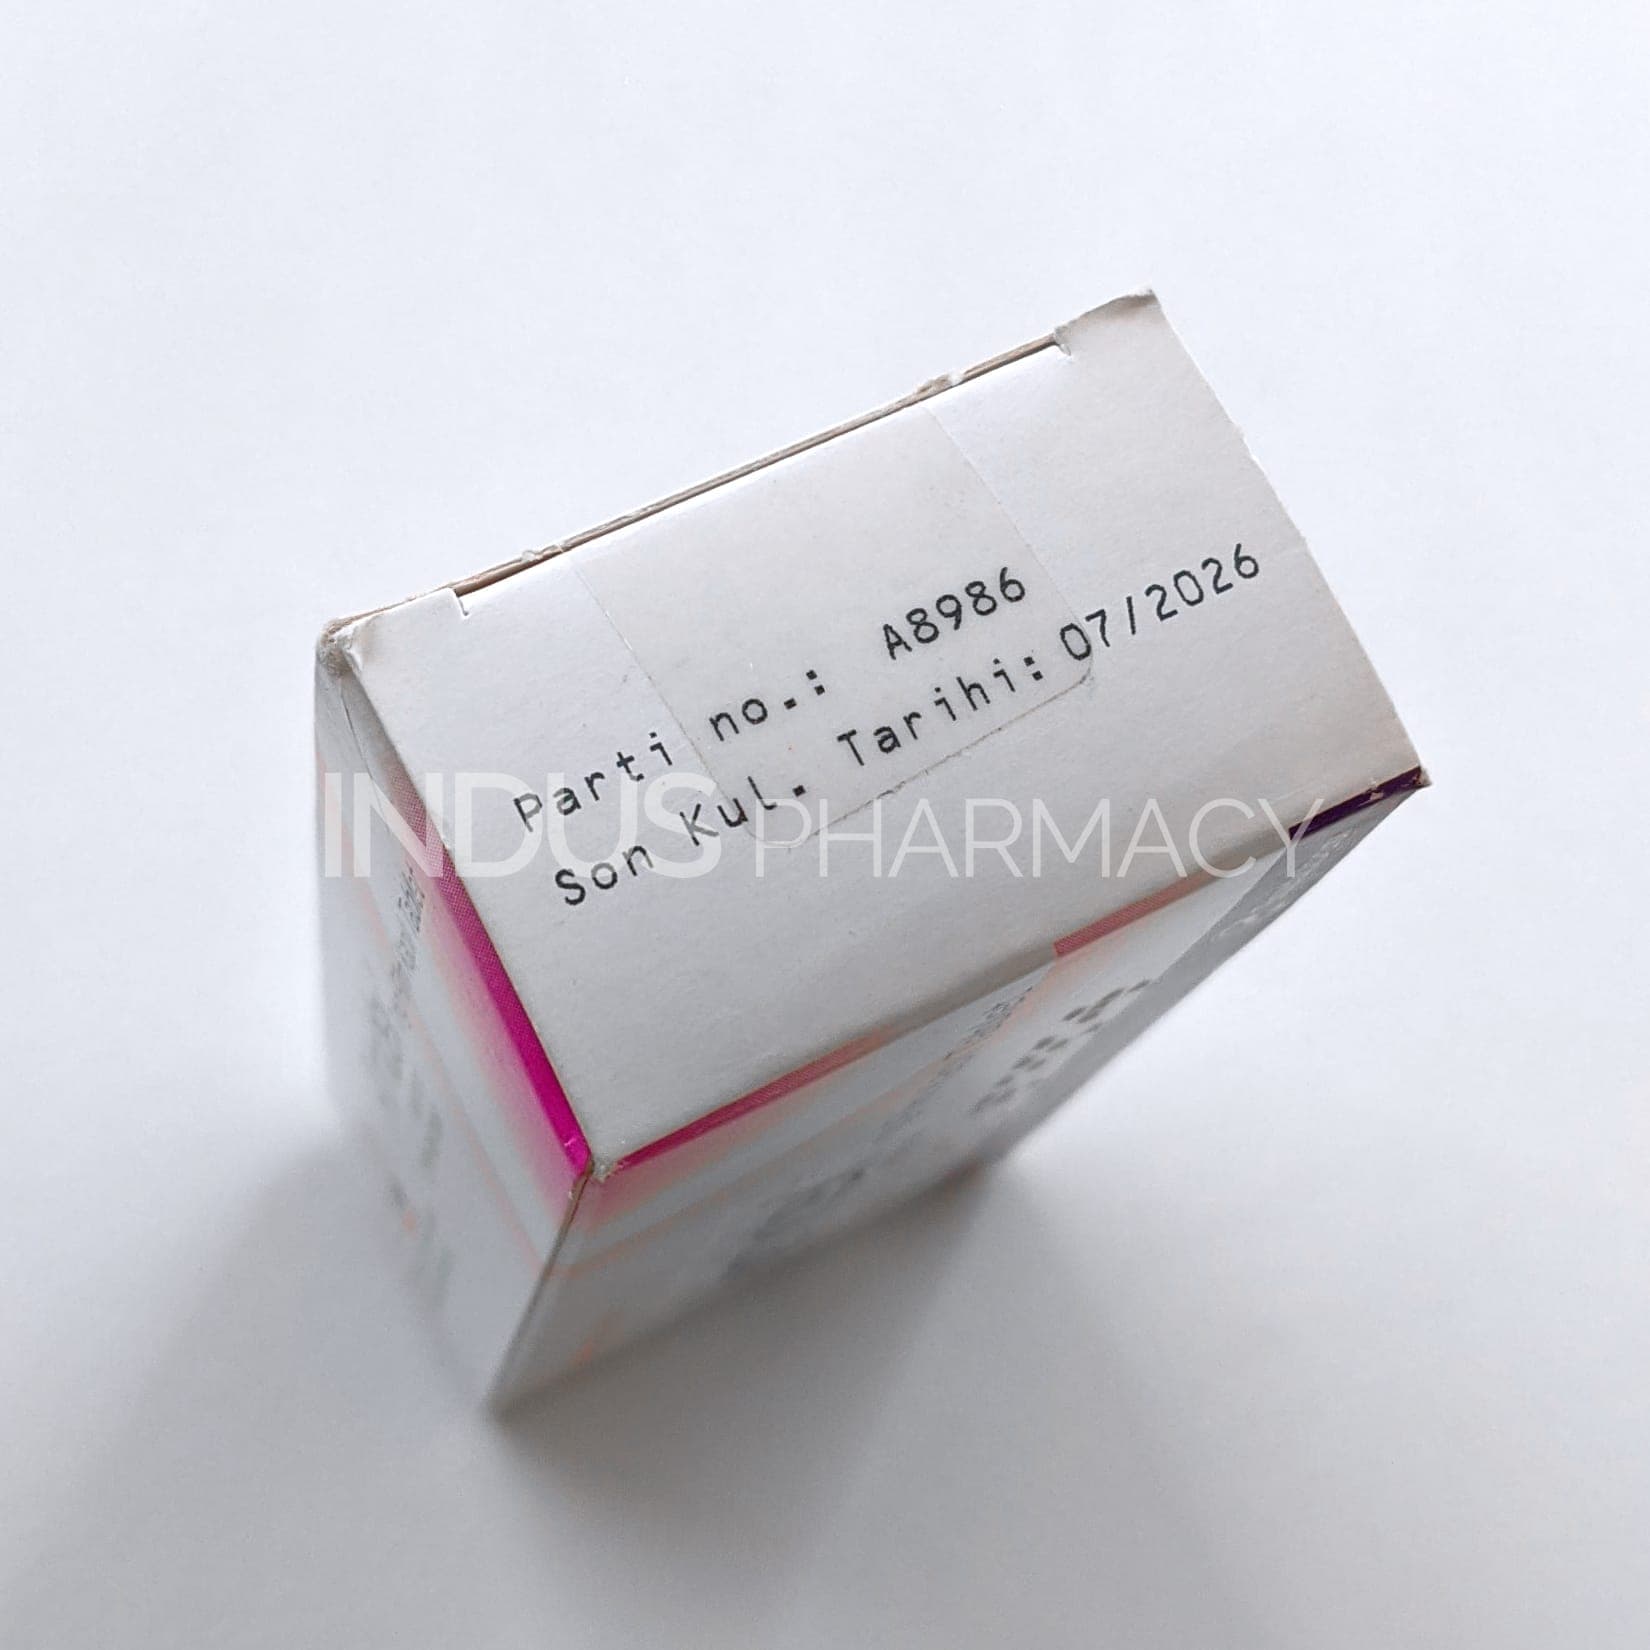 Parti no.: A8986
Son Kul. Tarihi: 07/2026
INDUS PHARMACY